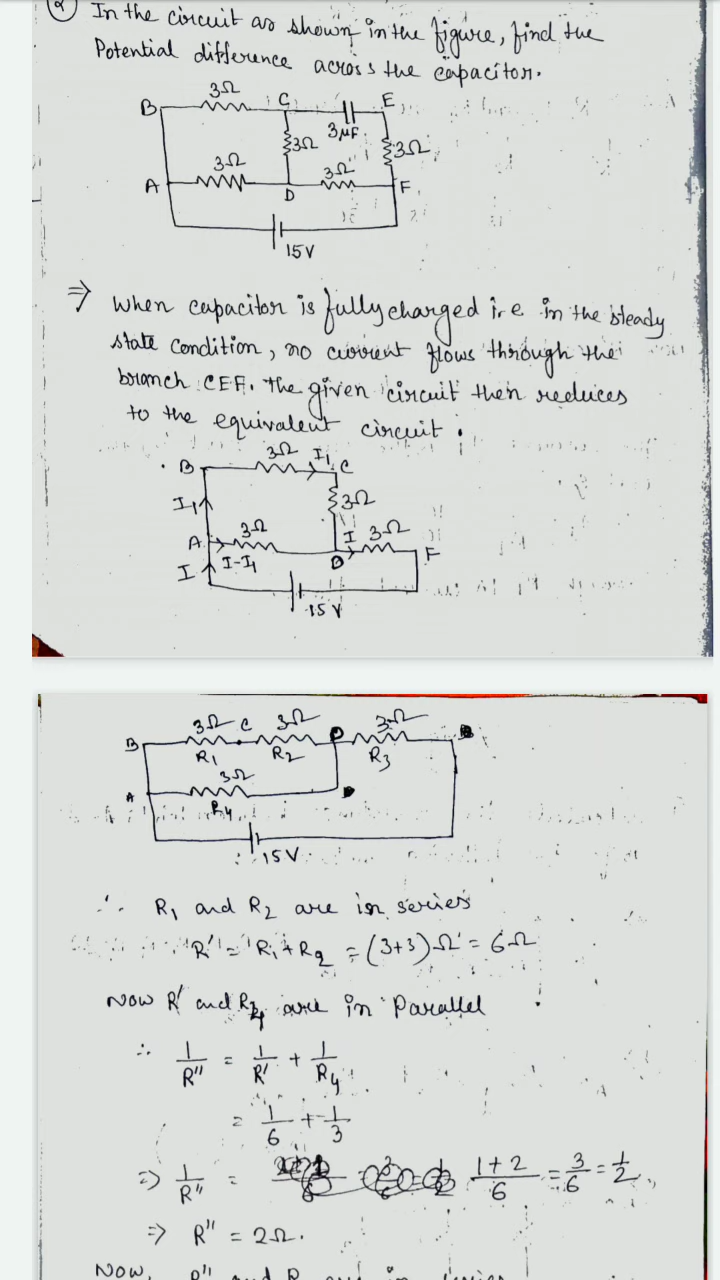 2 In the circuit as shown in the figure, find the
Potential difference across the capacitor.
3Ω
B C E
3μF
3Ω 3Ω
3Ω 3Ω
A D F
15V
⇒ When capacitor is fully charged i.e in the steady
state condition, no current flows through the
branch CEF. The given circuit then reduces
to the equivalent circuit.
3Ω I₁
B C
I₁ 3Ω
3Ω I 3Ω
A D F
I I-I₁
15 V
3Ω C 3Ω D 3Ω
B R₁ R₂ R₃
3Ω
A R₄
15V
∴ R₁ and R₂ are in series
R' = R₁ + R₂ = (3+3)Ω = 6Ω
Now R' and R₄ are in Parallel
∴ 1/R'' = 1/R' + 1/R₄
= 1/6 + 1/3
⇒ 1/R'' = (1+2)/6 = 3/6 = 1/2
⇒ R'' = 2Ω.
Now, R'' and R in series